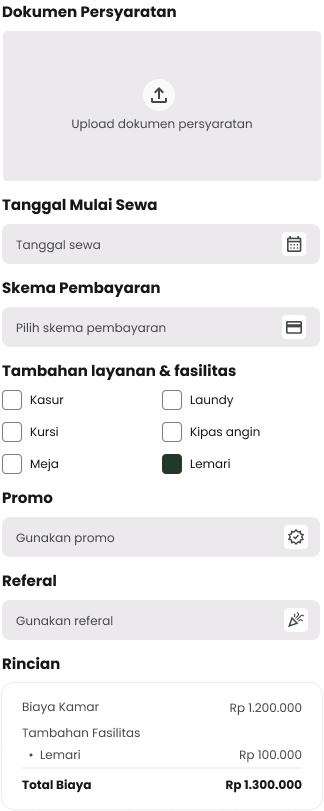 Dokumen Persyaratan
Upload dokumen persyaratan
Tanggal Mulai Sewa
Tanggal sewa
Skema Pembayaran
Pilih skema pembayaran
Tambahan layanan & fasilitas
Kasur Laundy
Kursi Kipas angin
Meja Lemari
Promo
Gunakan promo
Referal
Gunakan referal
Rincian
Biaya Kamar Rp 1.200.000
Tambahan Fasilitas
• Lemari Rp 100.000
Total Biaya Rp 1.300.000